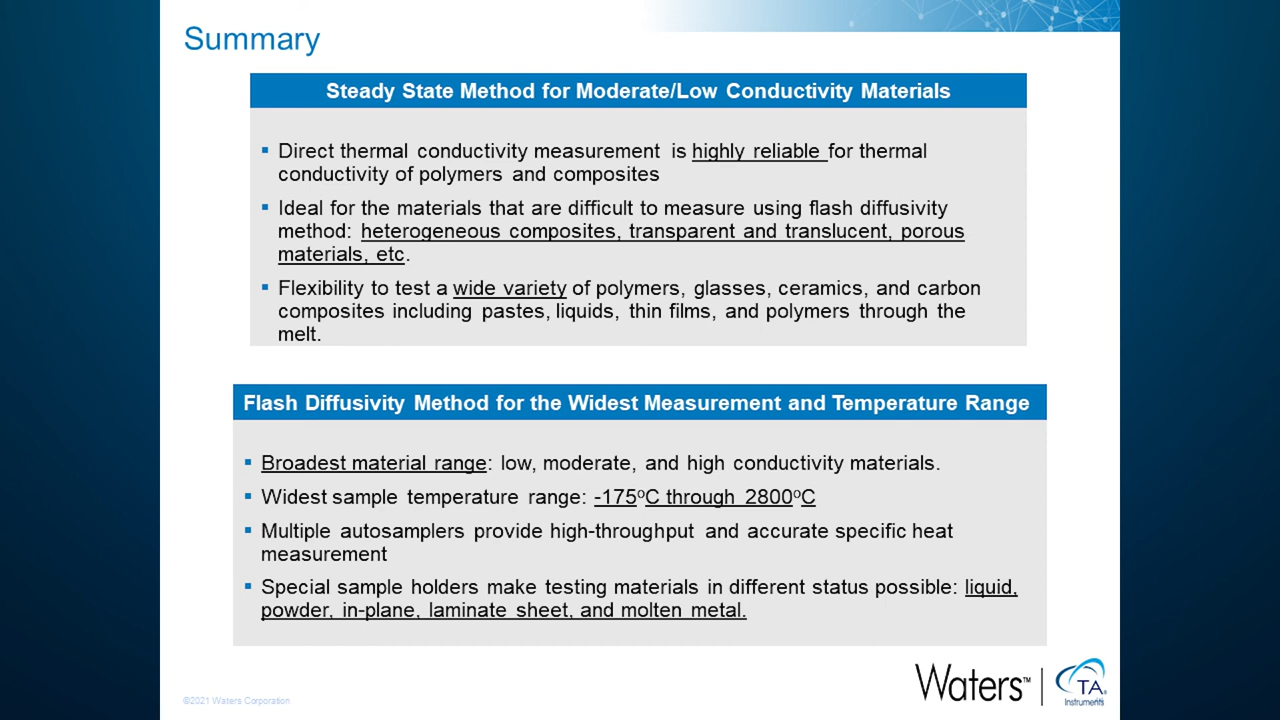 Summary
Steady State Method for Moderate/Low Conductivity Materials
▪ Direct thermal conductivity measurement is highly reliable for thermal
conductivity of polymers and composites
▪ Ideal for the materials that are difficult to measure using flash diffusivity
method: heterogeneous composites, transparent and translucent, porous
materials, etc.
▪ Flexibility to test a wide variety of polymers, glasses, ceramics, and carbon
composites including pastes, liquids, thin films, and polymers through the
melt.
Flash Diffusivity Method for the Widest Measurement and Temperature Range
▪ Broadest material range: low, moderate, and high conductivity materials.
▪ Widest sample temperature range: -175ºC through 2800ºC
▪ Multiple autosamplers provide high-throughput and accurate specific heat
measurement
▪ Special sample holders make testing materials in different status possible: liquid,
powder, in-plane, laminate sheet, and molten metal.
©2021 Waters Corporation
Waters™
TA
Instruments